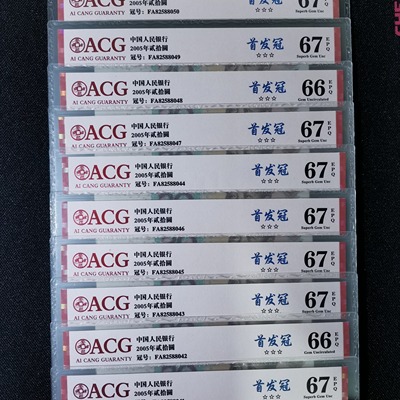 ACG
AI CANG GUARANTY
2005年贰拾圆
冠号: FA82588050
67 EPQ
Superb Gem Unc
ACG
AI CANG GUARANTY
中国人民银行
2005年贰拾圆
冠号: FA82588049
首发冠
☆☆☆
67 EPQ
Superb Gem Unc
ACG
AI CANG GUARANTY
中国人民银行
2005年贰拾圆
冠号: FA82588048
首发冠
☆☆☆
66 EPQ
Gem Uncirculated
ACG
AI CANG GUARANTY
中国人民银行
2005年贰拾圆
冠号: FA82588047
首发冠
☆☆☆
67 EPQ
Superb Gem Unc
ACG
AI CANG GUARANTY
中国人民银行
2005年贰拾圆
冠号: FA82588044
首发冠
☆☆☆
67 EPQ
Superb Gem Unc
ACG
AI CANG GUARANTY
中国人民银行
2005年贰拾圆
冠号: FA82588046
首发冠
☆☆☆
67 EPQ
Superb Gem Unc
ACG
AI CANG GUARANTY
中国人民银行
2005年贰拾圆
冠号: FA82588045
首发冠
☆☆☆
67 EPQ
Superb Gem Unc
ACG
AI CANG GUARANTY
中国人民银行
2005年贰拾圆
冠号: FA82588043
首发冠
☆☆☆
67 EPQ
Superb Gem Unc
ACG
AI CANG GUARANTY
中国人民银行
2005年贰拾圆
冠号: FA82588042
首发冠
☆☆☆
66 EPQ
Gem Uncirculated
ACG
AI CANG GUARANTY
中国人民银行
2005年贰拾圆
首发冠
☆☆☆
67 EPQ
Superb Gem Unc